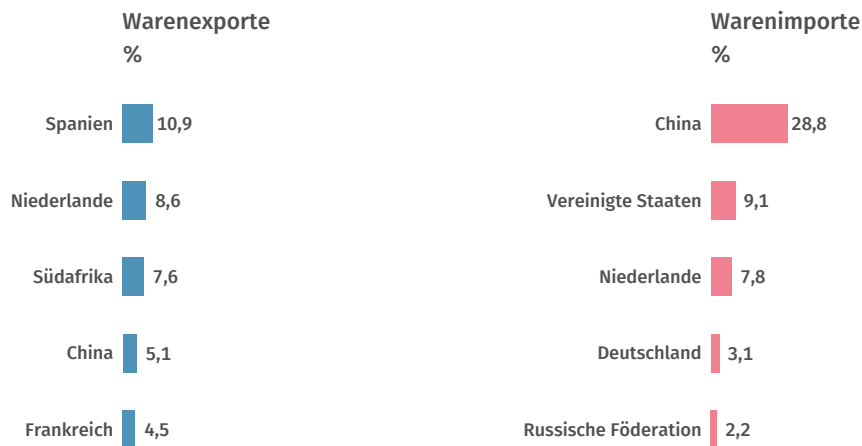 Warenexporte
%
Spanien 10,9
Niederlande 8,6
Südafrika 7,6
China 5,1
Frankreich 4,5
Warenimporte
%
China 28,8
Vereinigte Staaten 9,1
Niederlande 7,8
Deutschland 3,1
Russische Föderation 2,2